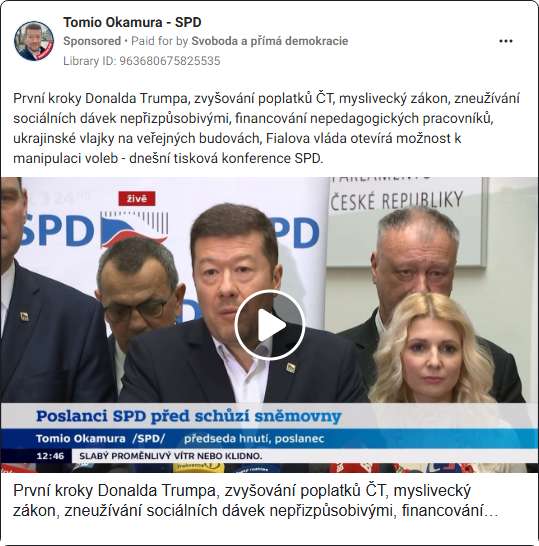 Tomio Okamura - SPD
Sponsored • Paid for by Svoboda a přímá demokracie
Library ID: 963680675825535
První kroky Donalda Trumpa, zvyšování poplatků ČT, myslivecký
zákon, zneužívání
sociálních dávek nepřizpůsobivými, financování nepedagogických pracovníků,
ukrajinské vlajky na veřejných budovách, Fialova vláda otevírá možnost k
manipulaci voleb - dnešní tisková konference SPD.
24
živě
SPD
SPD
PARLAMENTU
ČESKÉ REPUBLIKY
Poslanci SPD před schůzí sněmovny
Tomio Okamura /SPD/ předseda hnutí, poslanec
12:46 SLABÝ PROMĚNLIVÝ VÍTR NEBO KLIDNO.
První kroky Donalda Trumpa, zvyšování poplatků ČT, myslivecký
zákon, zneužívání sociálních dávek nepřizpůsobivými, financování…